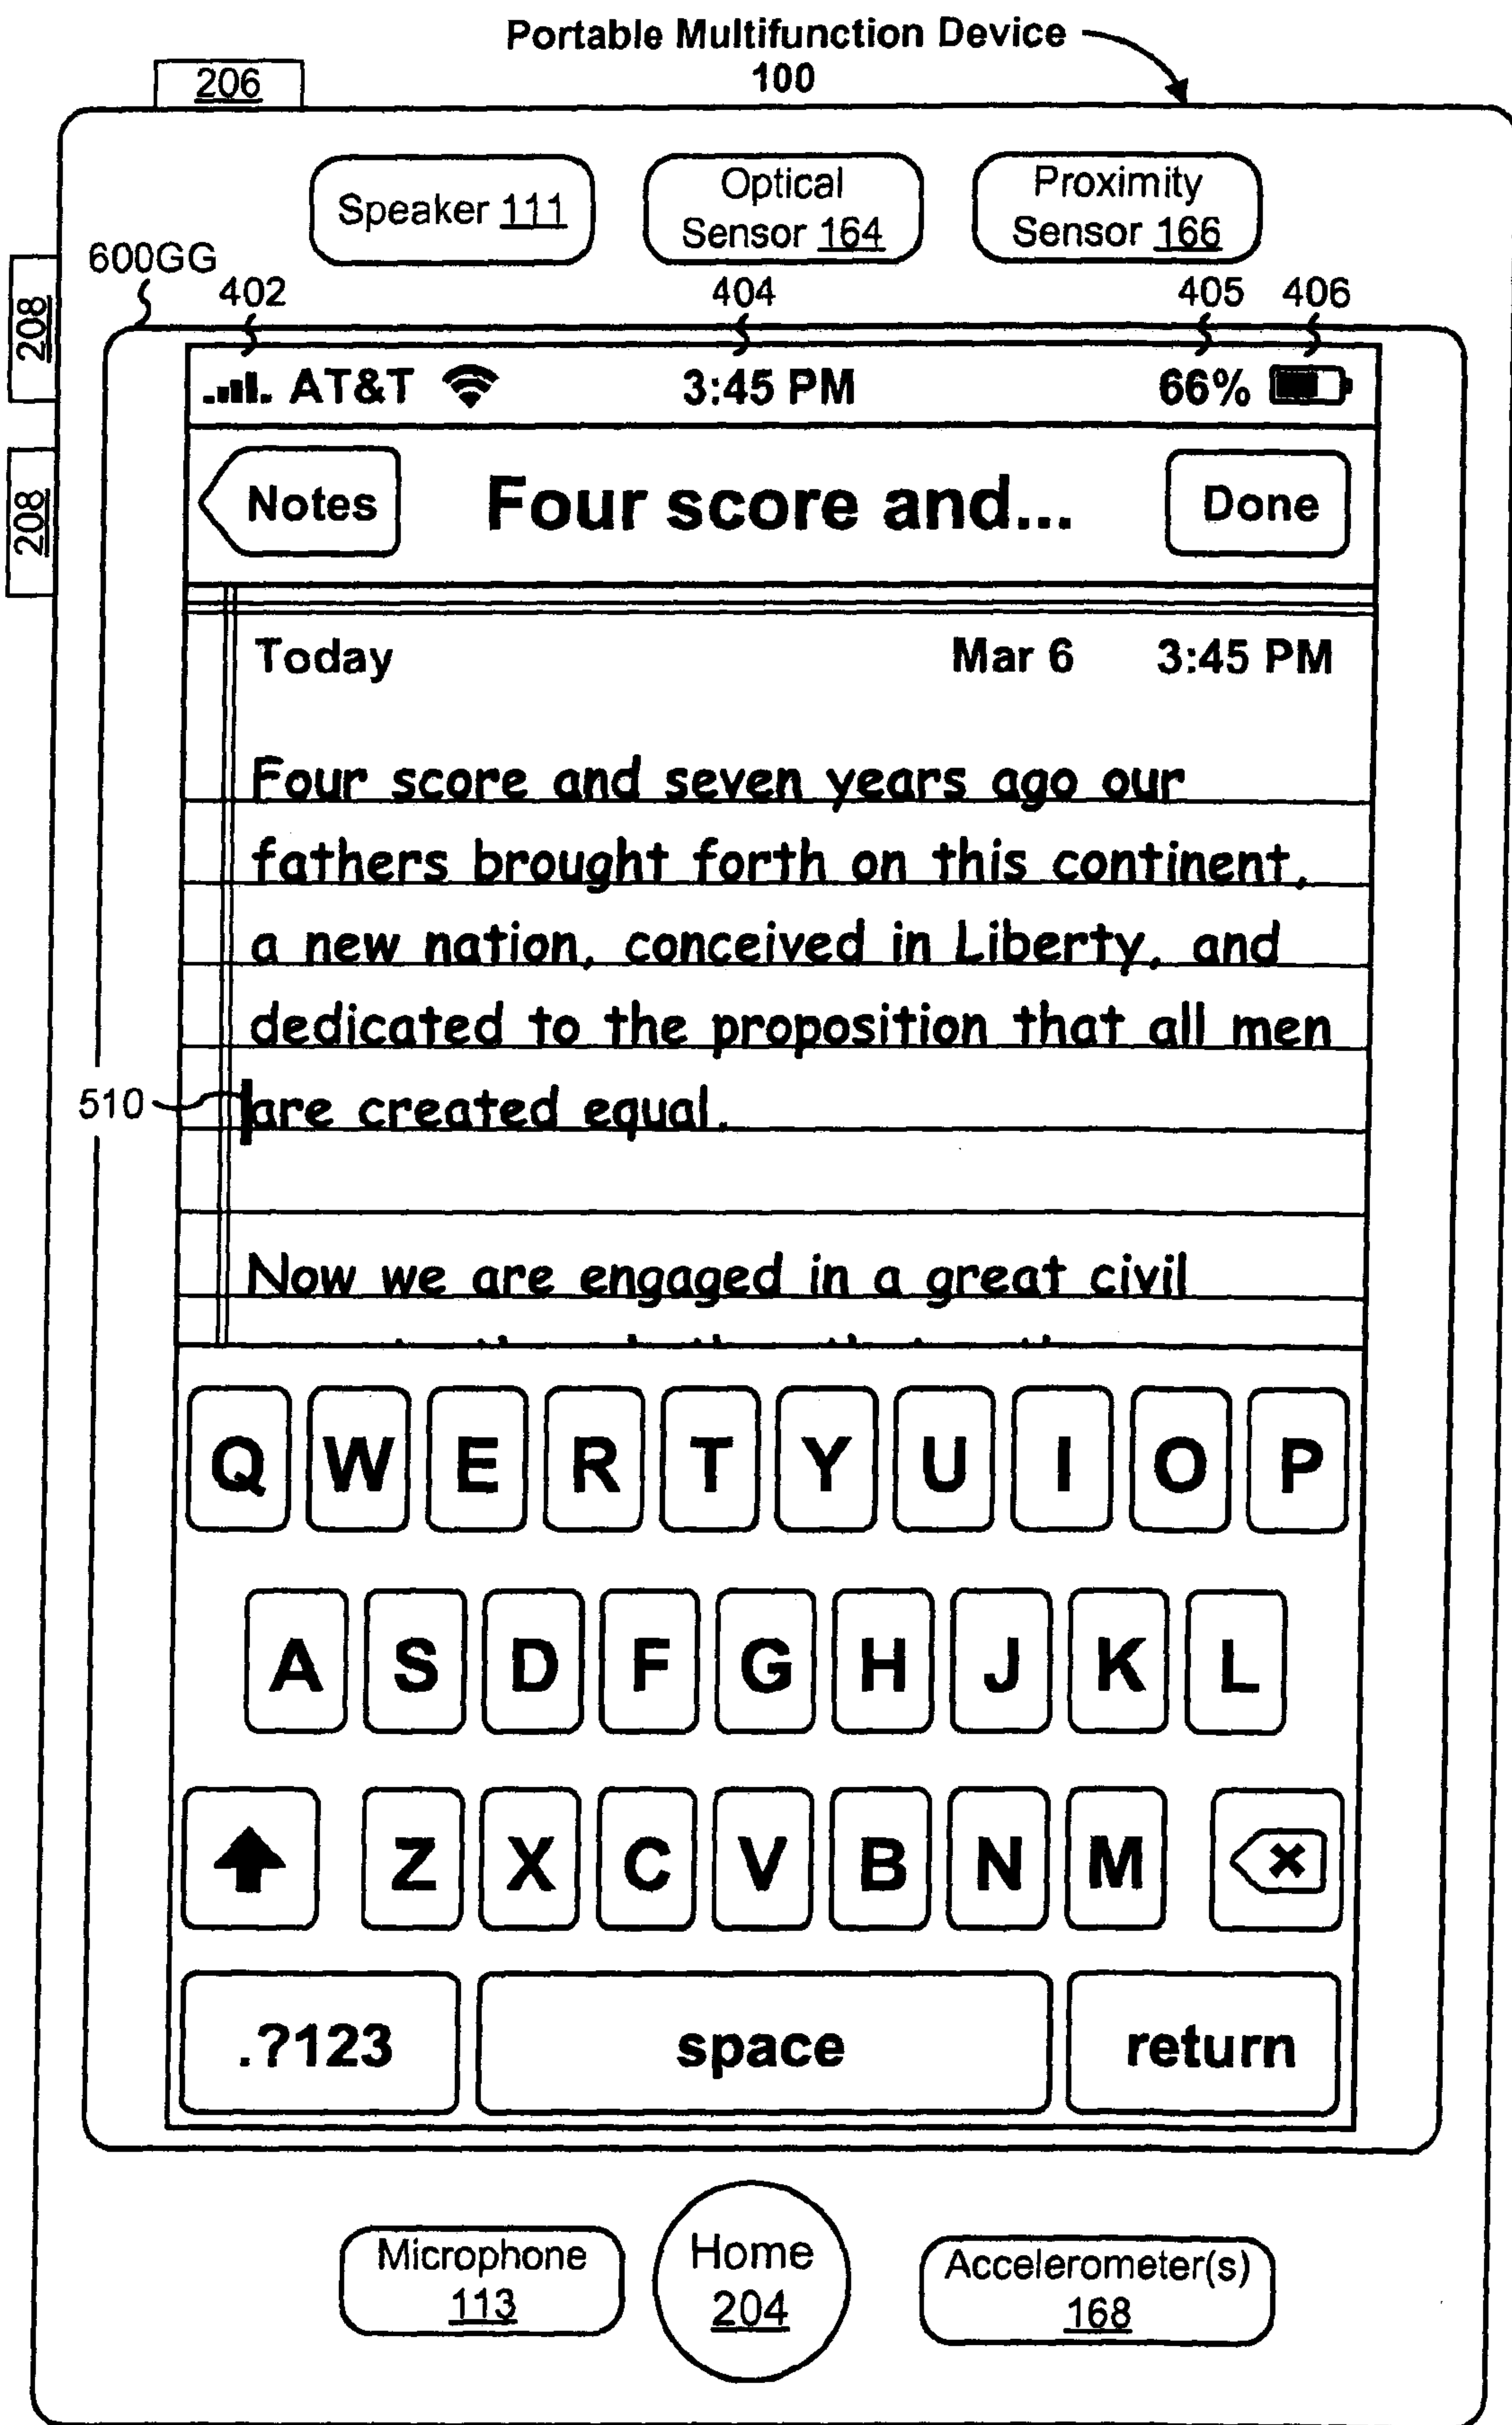 Portable Multifunction Device
100
206
Speaker 111
Optical
Sensor 164
Proximity
Sensor 166
600GG
402
404
405
406
208
208
AT&T
3:45 PM
66%
Notes
Four score and...
Done
Today
Mar 6
3:45 PM
Four score and seven years ago our
fathers brought forth on this continent,
a new nation, conceived in Liberty, and
dedicated to the proposition that all men
510
are created equal.
Now we are engaged in a great civil
Q W E R T Y U I O P
A S D F G H J K L
Z X C V B N M
.?123
space
return
Microphone
113
Home
204
Accelerometer(s)
168